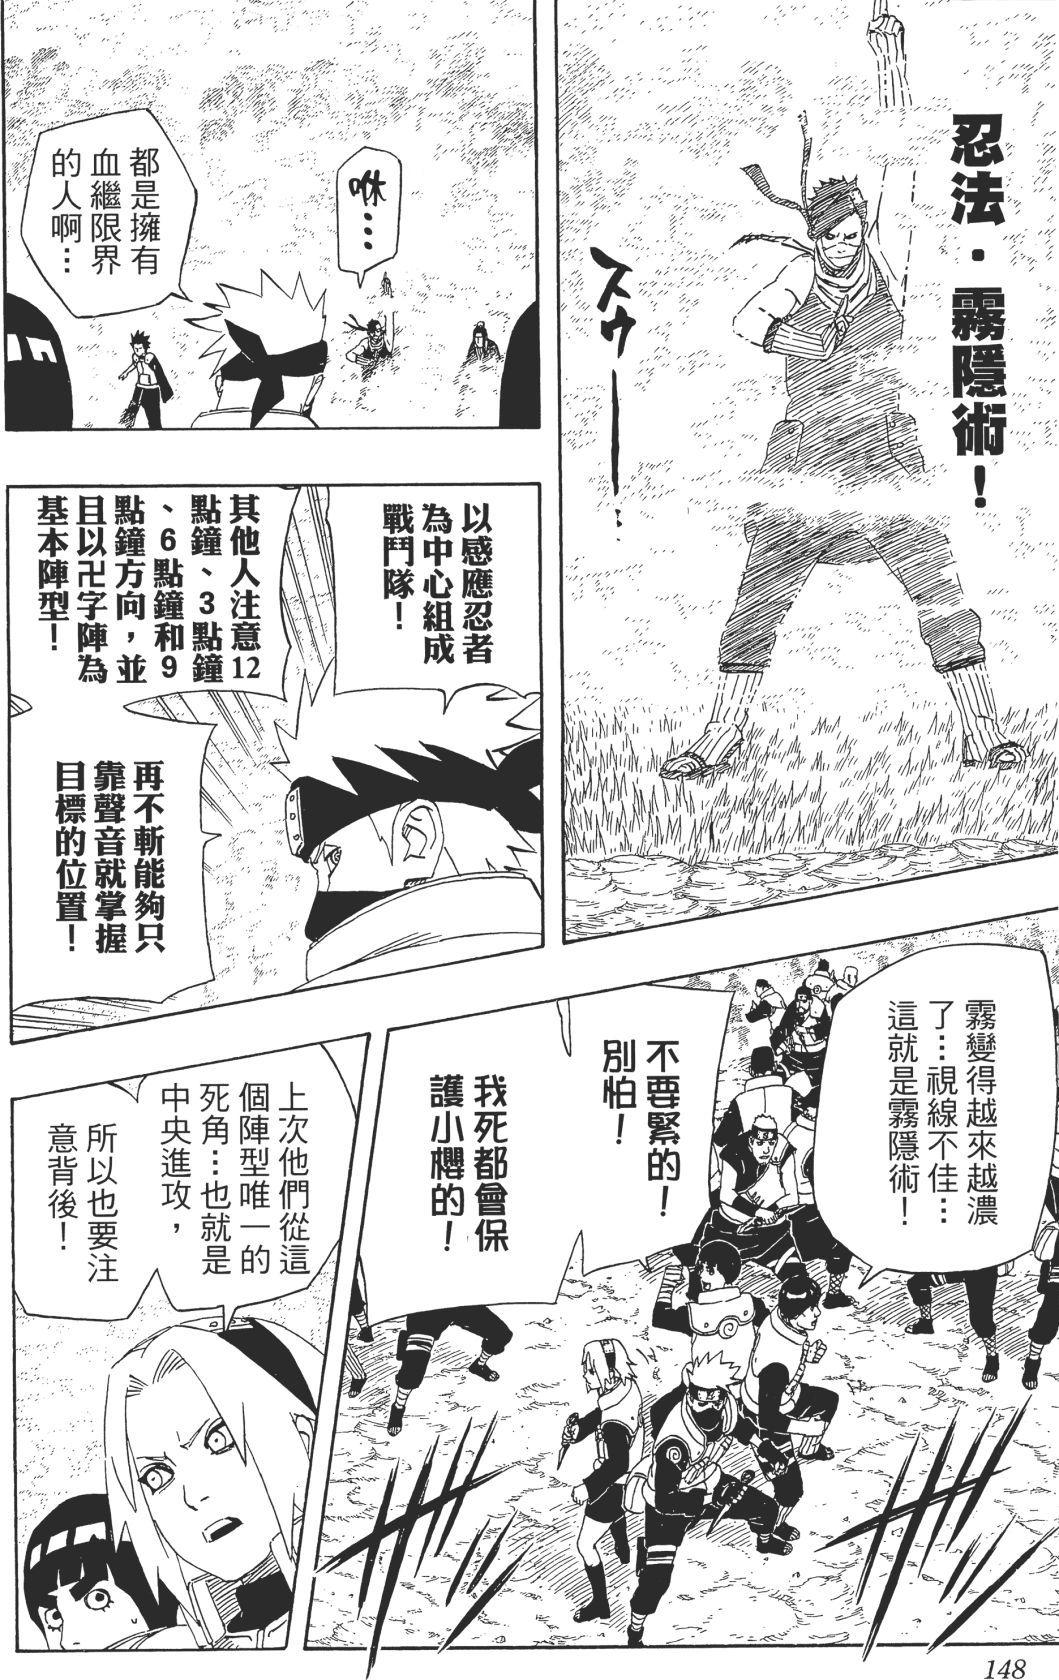 忍法・霧隱術！
スゥ——…
咻…
都是擁有
血繼限界
的人啊…
以感應忍者
為中心組成
戰鬥隊！
其他人注意12
點鐘、3點鐘
、6點鐘和9
點鐘方向，並
且以卍字陣為
基本陣型！
再不斬能夠只
靠聲音就掌握
目標的位置！
霧變得越來越濃
了…視線不佳…
這就是霧隱術！
不要緊的！
別怕！
我死都會保
護小櫻的！
ザザッ
ザッ
上次他們從這
個陣型唯一的
死角…也就是
中央進攻，
所以也要注
意背後！
148